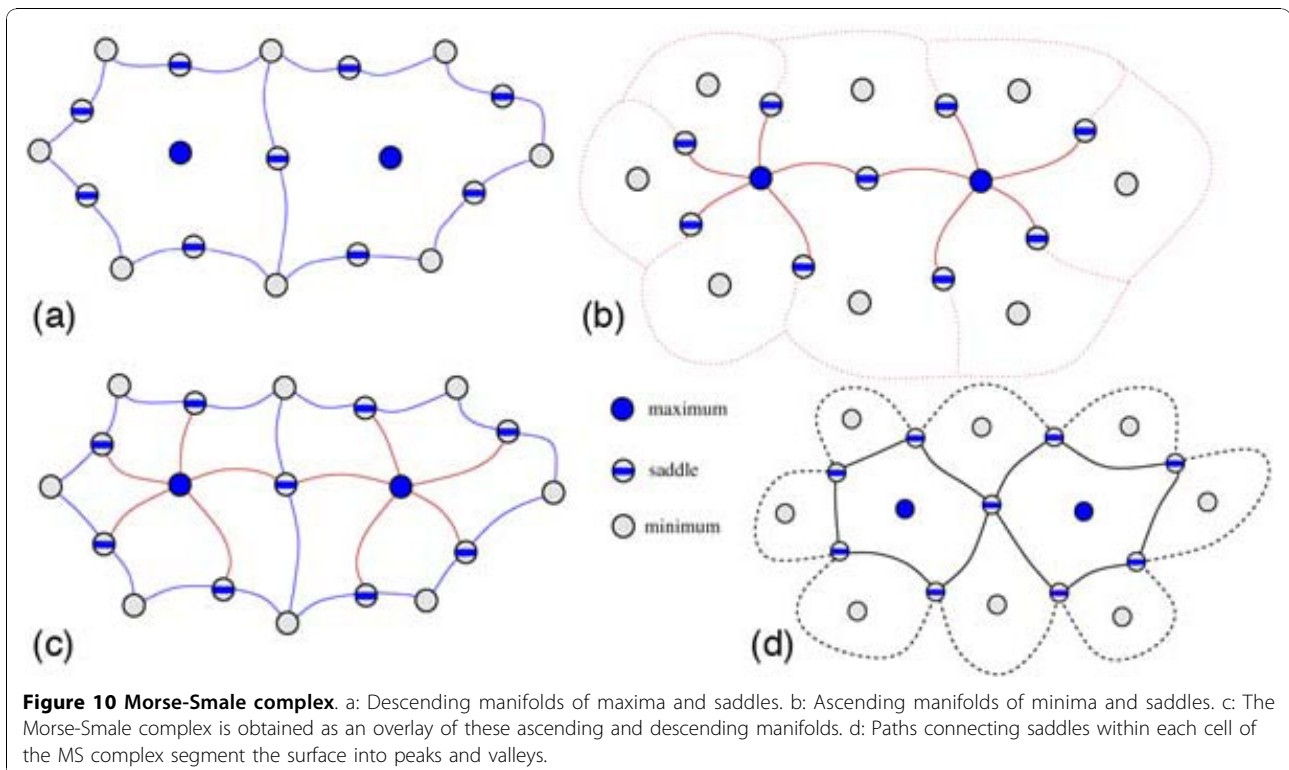 (a)
(b)
maximum
saddle
minimum
(c)
(d)
Figure 10 Morse-Smale complex. a: Descending manifolds of maxima and saddles. b: Ascending manifolds of minima and saddles. c: The
Morse-Smale complex is obtained as an overlay of these ascending and descending manifolds. d: Paths connecting saddles within each cell of
the MS complex segment the surface into peaks and valleys.